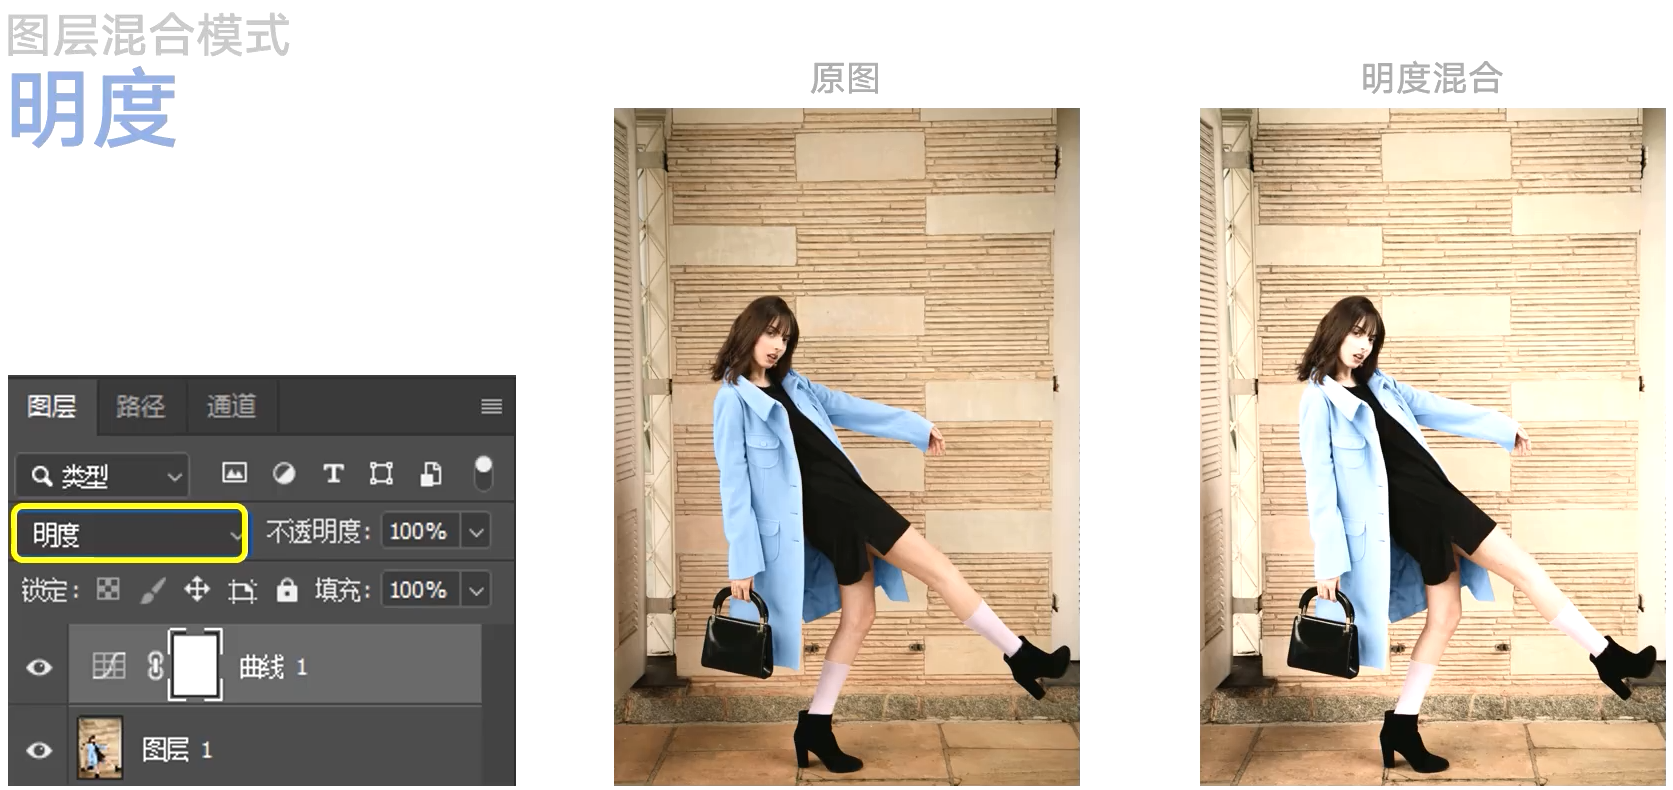 图层混合模式
明度
原图
明度混合
图层 路径 通道
类型
明度 不透明度: 100%
锁定: 填充: 100%
曲线 1
图层 1